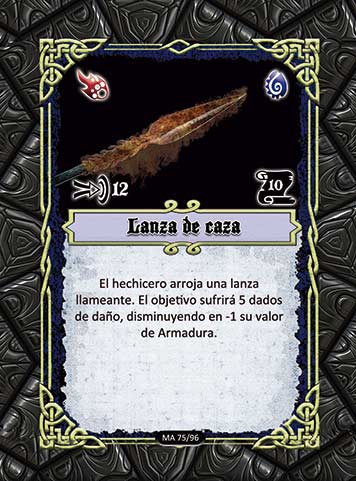 12
10
Lanza de caza
El hechicero arroja una lanza
llameante. El objetivo sufrirá 5 dados
de daño, disminuyendo en -1 su valor
de Armadura.
MA 75/96